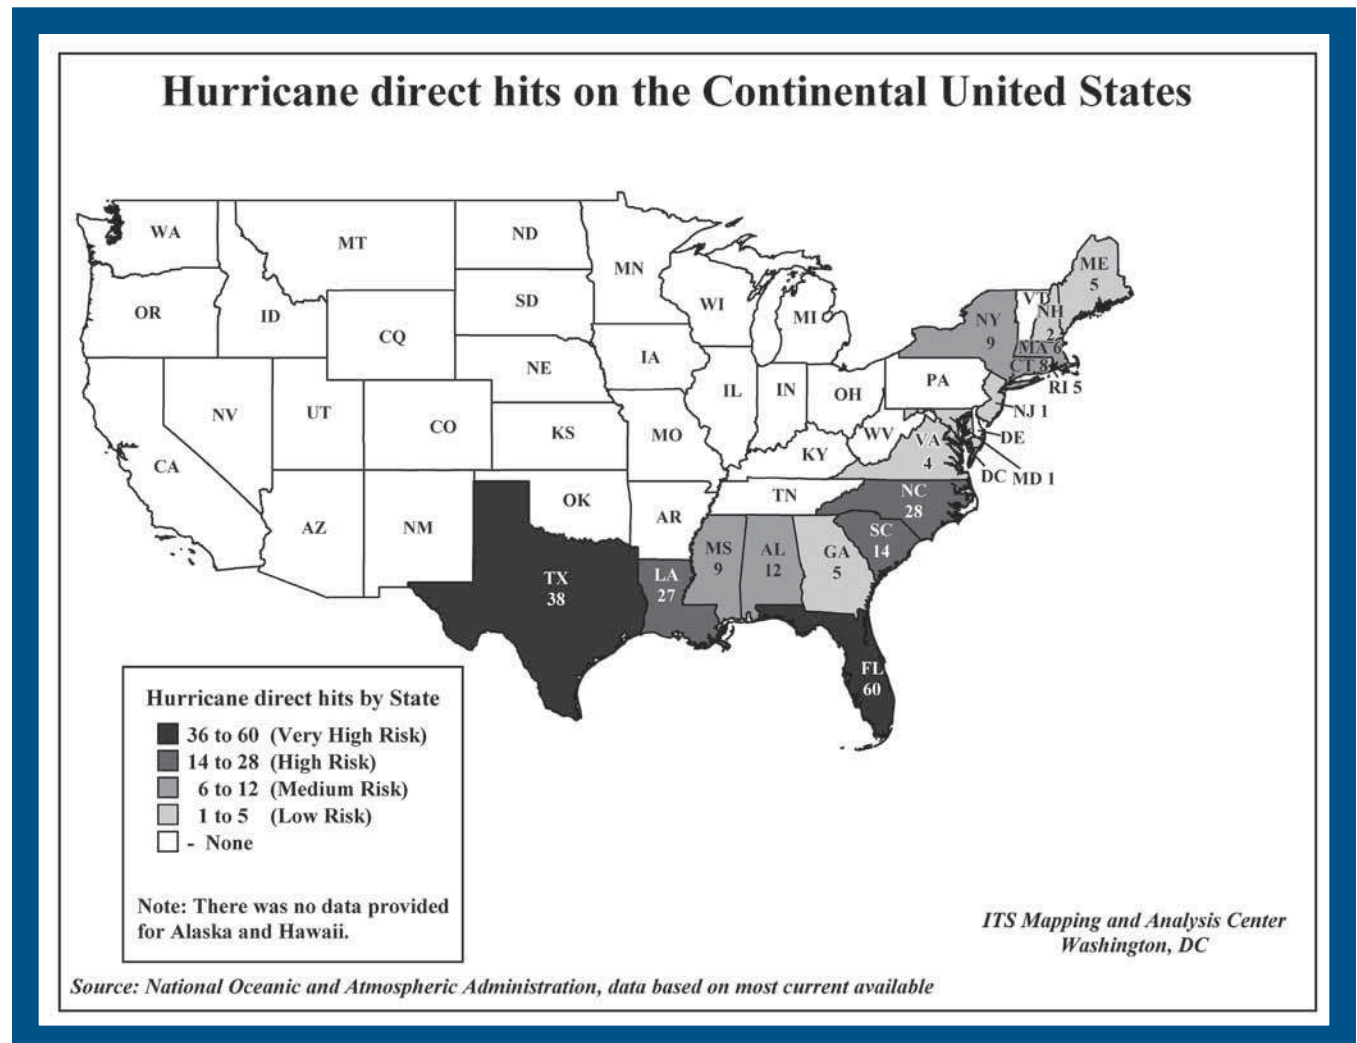 Hurricane direct hits on the Continental United States
WA
MT
ND
MN
OR
ID
SD
WI
MI
CQ
NE
IA
NV
UT
CO
KS
MO
IL
IN
OH
PA
NY
9
VT
NH
2
ME
5
MA 6
CT 8
RI 5
NJ 1
DE
MD 1
DC
CA
AZ
NM
OK
AR
KY
WV
VA
4
TN
NC
28
SC
14
TX
38
LA
27
MS
9
AL
12
GA
5
FL
60
Hurricane direct hits by State
36 to 60 (Very High Risk)
14 to 28 (High Risk)
6 to 12 (Medium Risk)
1 to 5 (Low Risk)
- None
Note: There was no data provided
for Alaska and Hawaii.
ITS Mapping and Analysis Center
Washington, DC
Source: National Oceanic and Atmospheric Administration, data based on most current available